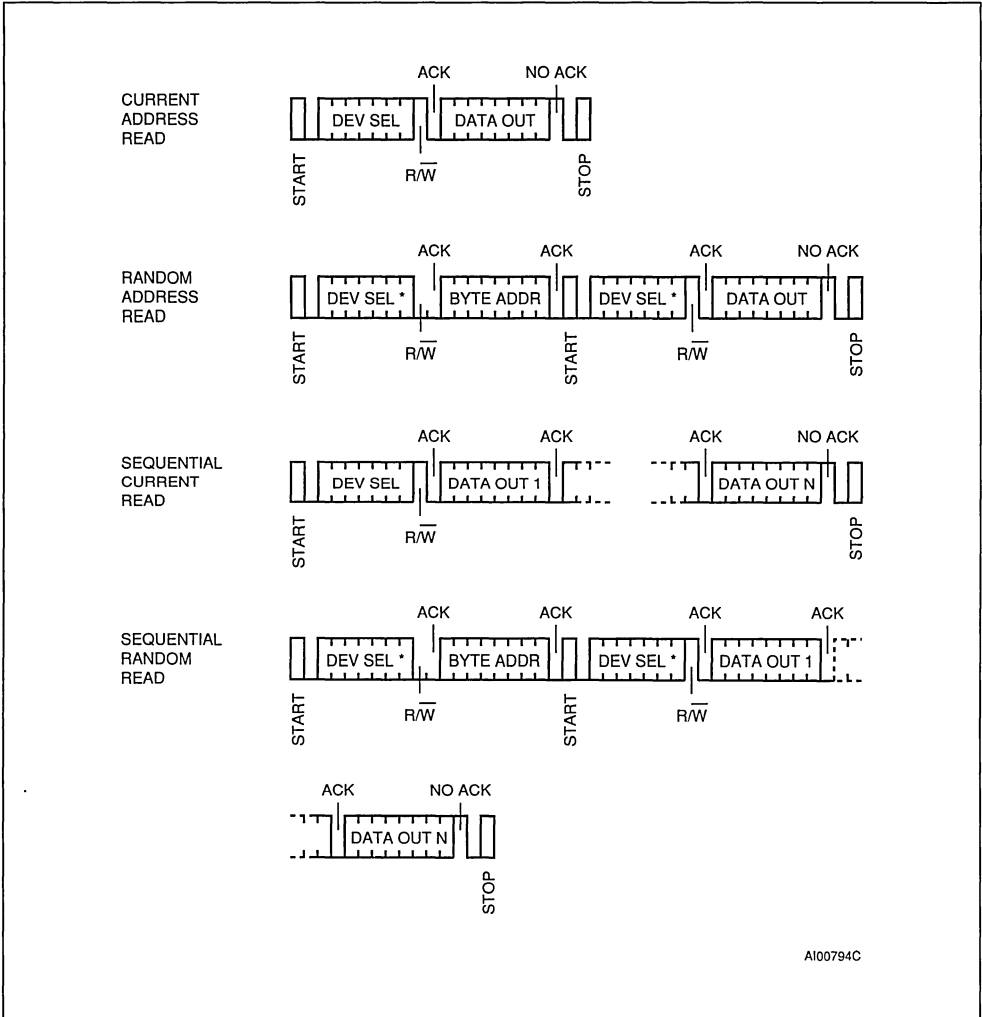 ACK NO ACK
CURRENT
ADDRESS
READ
DEV SEL DATA OUT
START R/W̅ STOP
ACK ACK ACK NO ACK
RANDOM
ADDRESS
READ
DEV SEL * BYTE ADDR DEV SEL * DATA OUT
START R/W̅ START R/W̅ STOP
ACK ACK ACK NO ACK
SEQUENTIAL
CURRENT
READ
DEV SEL DATA OUT 1 DATA OUT N
START R/W̅ STOP
ACK ACK ACK ACK
SEQUENTIAL
RANDOM
READ
DEV SEL * BYTE ADDR DEV SEL * DATA OUT 1
START R/W̅ START R/W̅
ACK NO ACK
DATA OUT N
STOP
AI00794C